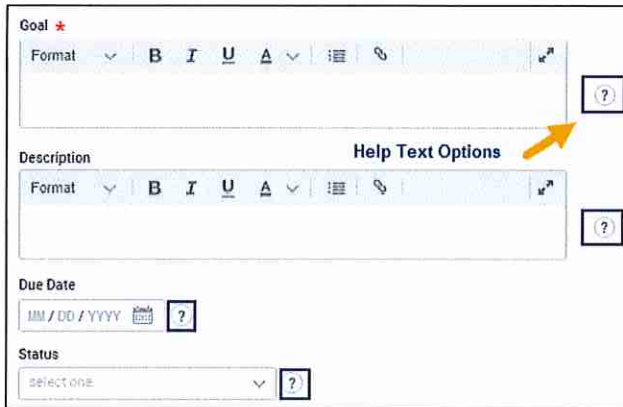 Goal *
Format B I U A
?
Help Text Options
Description
Format B I U A
?
Due Date
MM / DD / YYYY ?
Status
select one ?